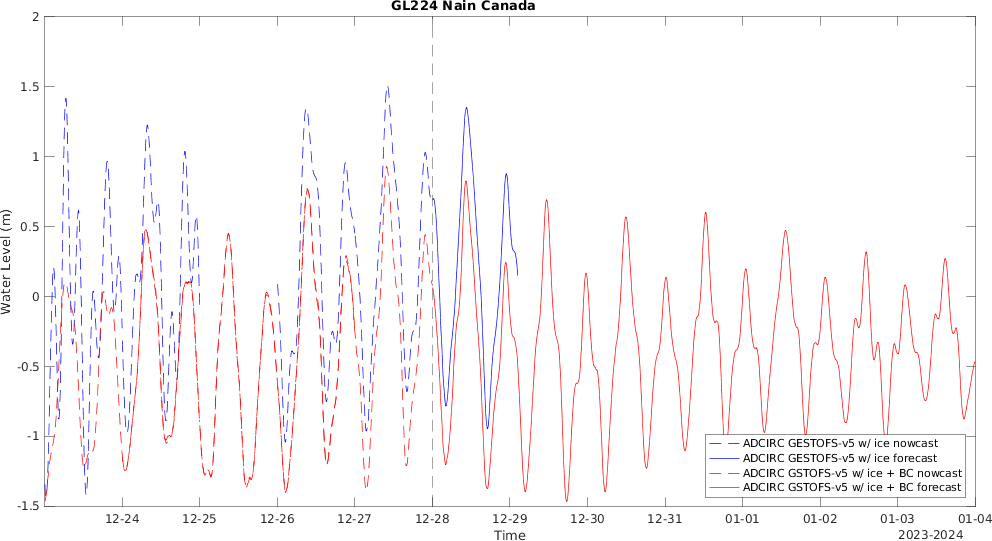 GL224 Nain Canada
2
1.5
1
0.5
0
-0.5
-1
-1.5
Water Level (m)
12-24 12-25 12-26 12-27 12-28 12-29 12-30 12-31 01-01 01-02 01-03 01-04
Time
2023-2024
ADCIRC GESTOFS-v5 w/ ice nowcast
ADCIRC GESTOFS-v5 w/ ice forecast
ADCIRC GSTOFS-v5 w/ ice + BC nowcast
ADCIRC GSTOFS-v5 w/ ice + BC forecast